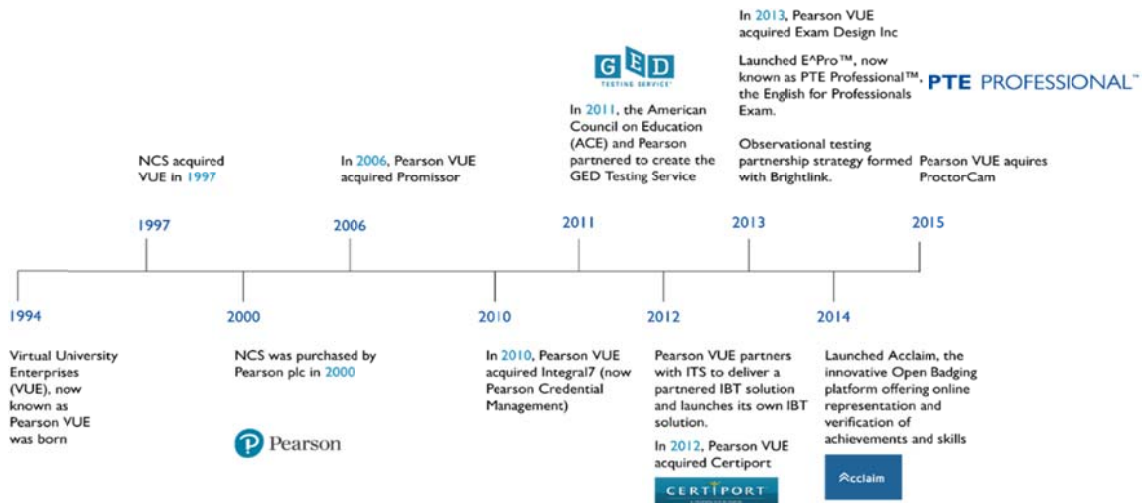 In 2013, Pearson VUE
acquired Exam Design Inc
Launched E^Pro™, now
known as PTE Professional™,
the English for Professionals
Exam.
Observational testing
partnership strategy formed
with Brightlink.
PTE PROFESSIONAL™
GED
TESTING SERVICE®
In 2011, the American
Council on Education
(ACE) and Pearson
partnered to create the
GED Testing Service
NCS acquired
VUE in 1997
In 2006, Pearson VUE
acquired Promissor
Pearson VUE aquires
ProctorCam
1997
2006
2011
2013
2015
1994
2000
2010
2012
2014
Virtual University
Enterprises
(VUE), now
known as
Pearson VUE
was born
NCS was purchased by
Pearson plc in 2000
Pearson
In 2010, Pearson VUE
acquired Integral7 (now
Pearson Credential
Management)
Pearson VUE partners
with ITS to deliver a
partnered IBT solution
and launches its own IBT
solution.
In 2012, Pearson VUE
acquired Certiport
CERTIPORT
Launched Acclaim, the
innovative Open Badging
platform offering online
representation and
verification of
achievements and skills
Acclaim